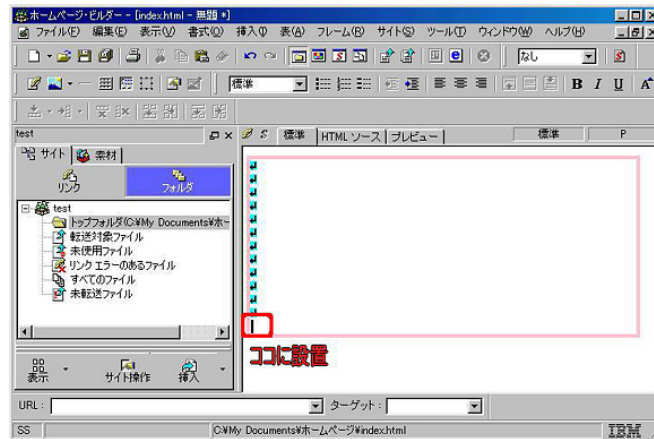 ホームページ・ビルダー - [index.html - 無題 *]
ファイル(F) 編集(E) 表示(V) 書式(O) 挿入(I) 表(A) フレーム(R) サイト(S) ツール(T) ウィンドウ(W) ヘルプ(H)
なし
標準 B I U A
test
標準 HTML ソース プレビュー 標準 P
サイト 素材
リンク フォルダ
test
トップフォルダ(C:¥My Documents¥ホー
転送対象ファイル
未使用ファイル
リンクエラーのあるファイル
すべてのファイル
未転送ファイル
ココに設置
表示 サイト操作 挿入
URL : ターゲット :
SS C:¥My Documents¥ホームページ¥index.html IBM